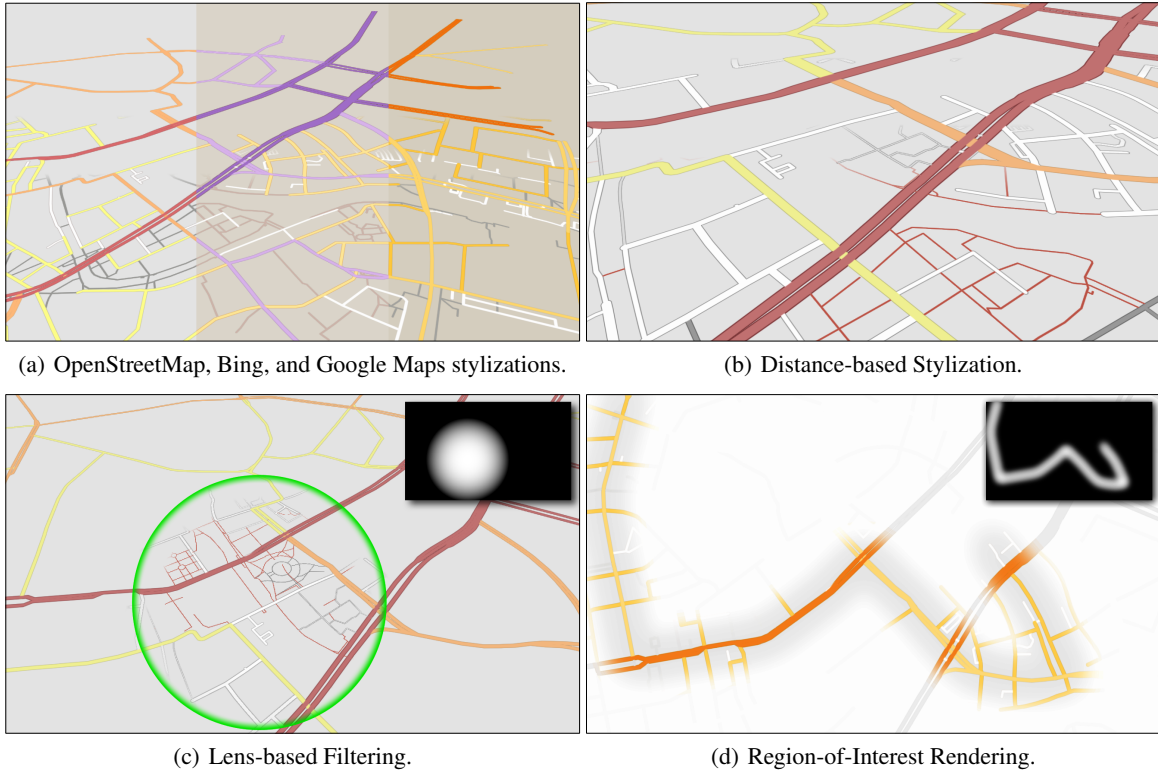 (a) OpenStreetMap, Bing, and Google Maps stylizations.
(b) Distance-based Stylization.
(c) Lens-based Filtering.
(d) Region-of-Interest Rendering.